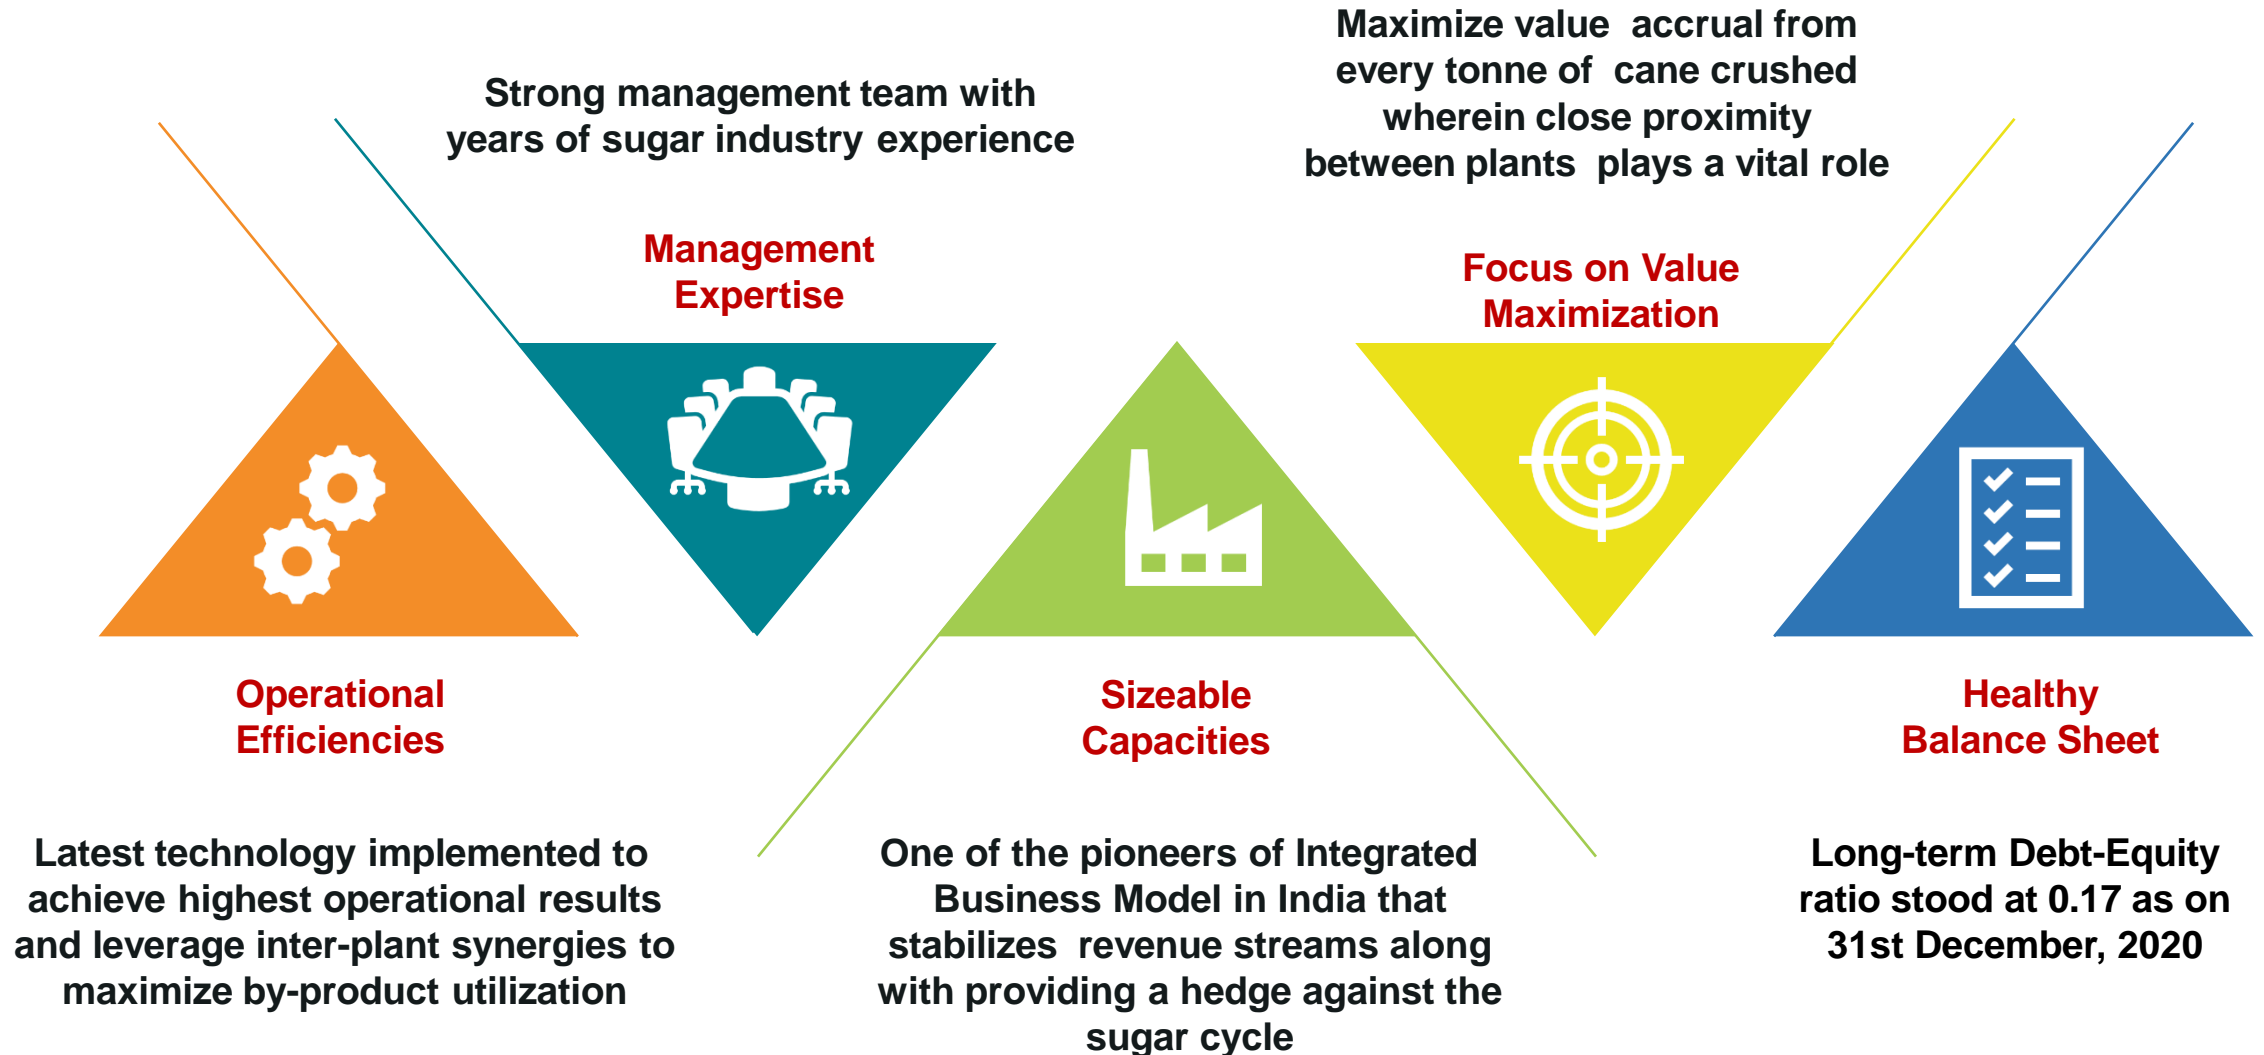 Strong management team with
years of sugar industry experience
Management
Expertise
Maximize value accrual from
every tonne of cane crushed
wherein close proximity
between plants plays a vital role
Focus on Value
Maximization
Operational
Efficiencies
Latest technology implemented to
achieve highest operational results
and leverage inter-plant synergies to
maximize by-product utilization
Sizeable
Capacities
One of the pioneers of Integrated
Business Model in India that
stabilizes revenue streams along
with providing a hedge against the
sugar cycle
Healthy
Balance Sheet
Long-term Debt-Equity
ratio stood at 0.17 as on
31st December, 2020